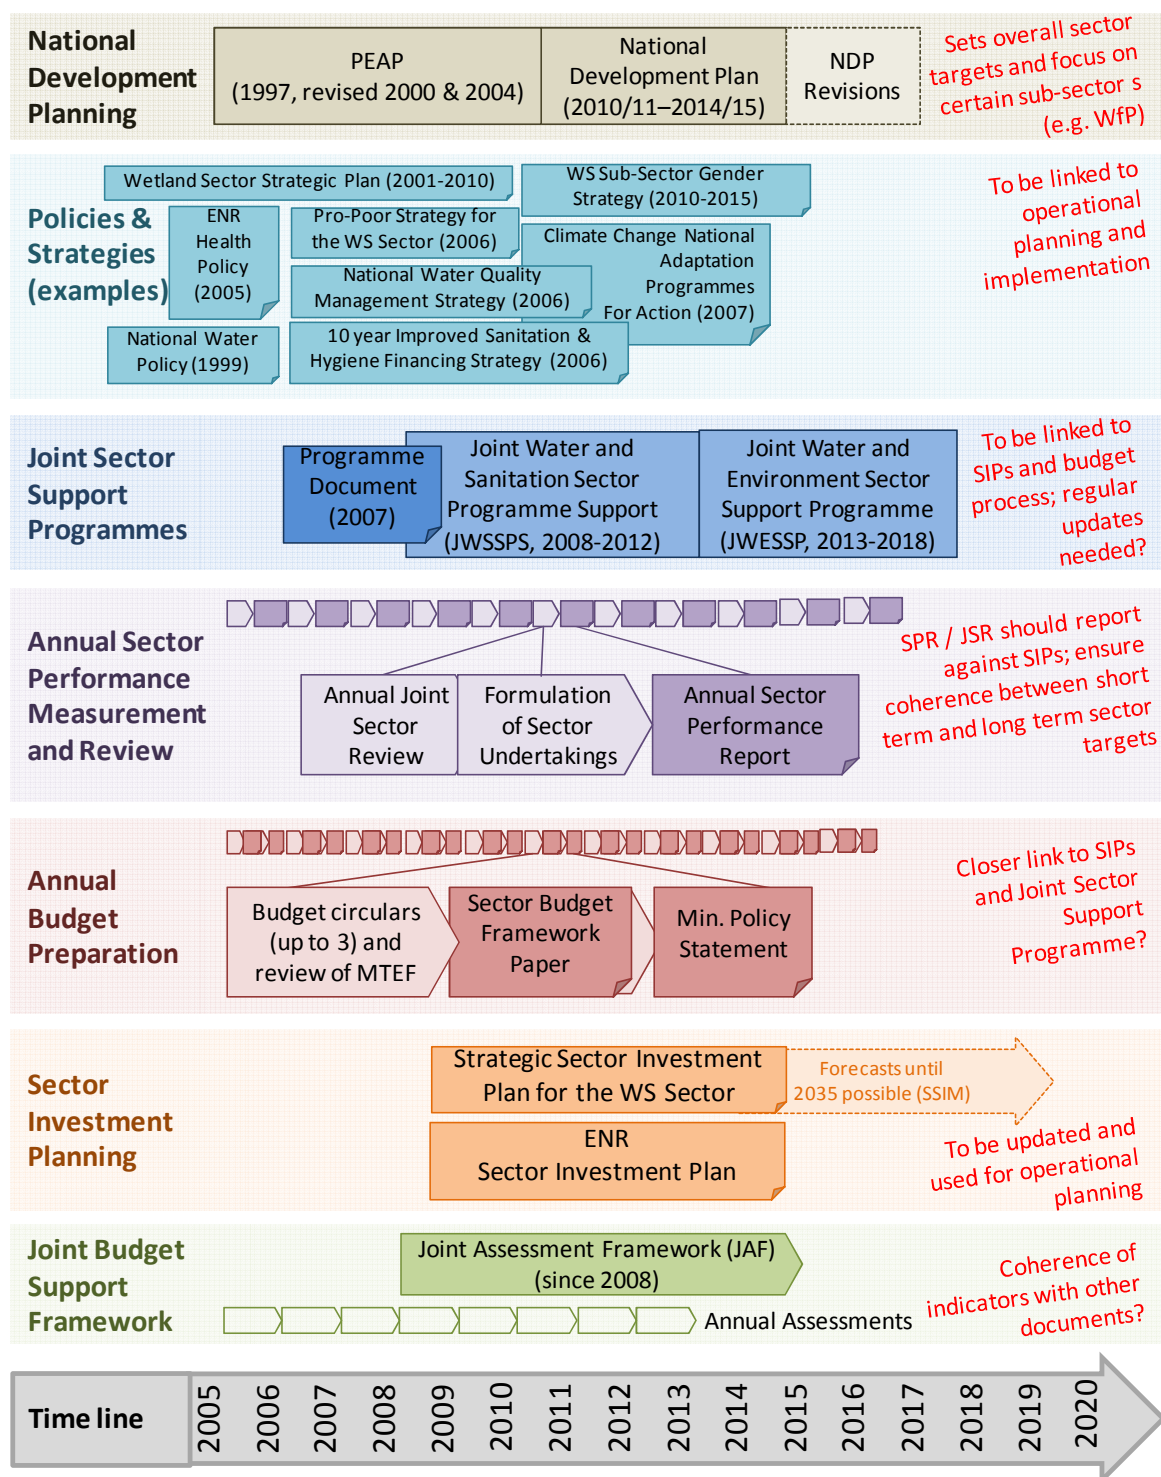 National
Development
Planning
PEAP
(1997, revised 2000 & 2004)
National
Development Plan
(2010/11–2014/15)
NDP
Revisions
Sets overall sector
targets and focus on
certain sub-sector s
(e.g. WfP)
Policies &
Strategies
(examples)
Wetland Sector Strategic Plan (2001-2010)
WS Sub-Sector Gender
Strategy (2010-2015)
ENR
Health
Policy
(2005)
Pro-Poor Strategy for
the WS Sector (2006)
Climate Change National
Adaptation
Programmes
For Action (2007)
National Water Quality
Management Strategy (2006)
National Water
Policy (1999)
10 year Improved Sanitation &
Hygiene Financing Strategy (2006)
To be linked to
operational
planning and
implementation
Joint Sector
Support
Programmes
Programme
Document
(2007)
Joint Water and
Sanitation Sector
Programme Support
(JWSSPS, 2008-2012)
Joint Water and
Environment Sector
Support Programme
(JWESSP, 2013-2018)
To be linked to
SIPs and budget
process; regular
updates
needed?
Annual Sector
Performance
Measurement
and Review
Annual Joint
Sector
Review
Formulation
of Sector
Undertakings
Annual Sector
Performance
Report
SPR / JSR should report
against SIPs; ensure
coherence between short
term and long term sector
targets
Annual
Budget
Preparation
Budget circulars
(up to 3) and
review of MTEF
Sector Budget
Framework
Paper
Min. Policy
Statement
Closer link to SIPs
and Joint Sector
Support
Programme?
Sector
Investment
Planning
Strategic Sector Investment
Plan for the WS Sector
Forecasts until
2035 possible (SSIM)
ENR
Sector Investment Plan
To be updated and
used for operational
planning
Joint Budget
Support
Framework
Joint Assessment Framework (JAF)
(since 2008)
Annual Assessments
Coherence of
indicators with other
documents?
Time line
2005
2006
2007
2008
2009
2010
2011
2012
2013
2014
2015
2016
2017
2018
2019
2020